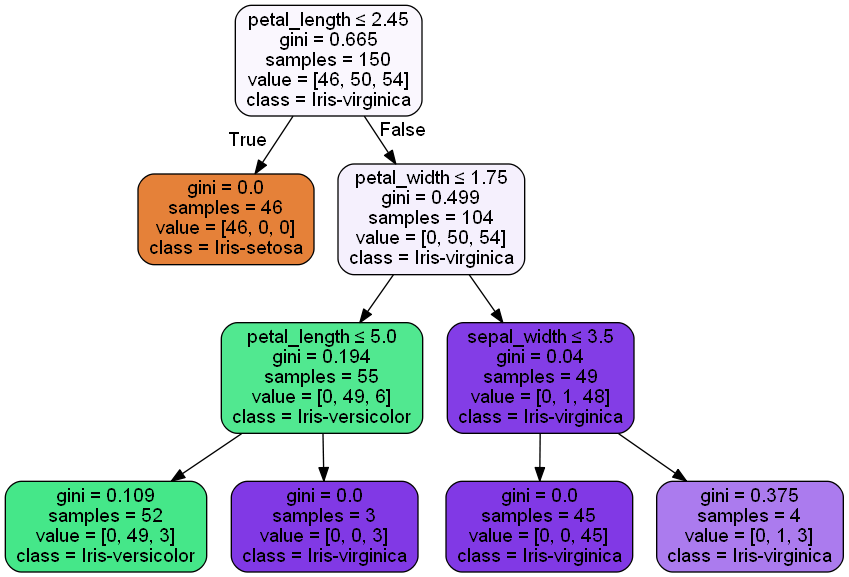 petal_length ≤ 2.45
gini = 0.665
samples = 150
value = [46, 50, 54]
class = Iris-virginica
True
False
gini = 0.0
samples = 46
value = [46, 0, 0]
class = Iris-setosa
petal_width ≤ 1.75
gini = 0.499
samples = 104
value = [0, 50, 54]
class = Iris-virginica
petal_length ≤ 5.0
gini = 0.194
samples = 55
value = [0, 49, 6]
class = Iris-versicolor
sepal_width ≤ 3.5
gini = 0.04
samples = 49
value = [0, 1, 48]
class = Iris-virginica
gini = 0.109
samples = 52
value = [0, 49, 3]
class = Iris-versicolor
gini = 0.0
samples = 3
value = [0, 0, 3]
class = Iris-virginica
gini = 0.0
samples = 45
value = [0, 0, 45]
class = Iris-virginica
gini = 0.375
samples = 4
value = [0, 1, 3]
class = Iris-virginica